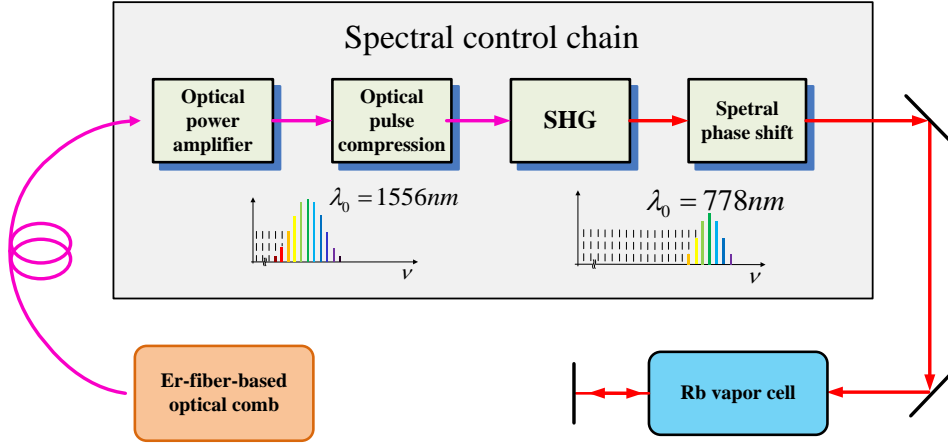 Spectral control chain
Optical
power
amplifier
Optical
pulse
compression
SHG
Spetral
phase shift
λ₀ = 1556nm
ν
λ₀ = 778nm
ν
Er-fiber-based
optical comb
Rb vapor cell